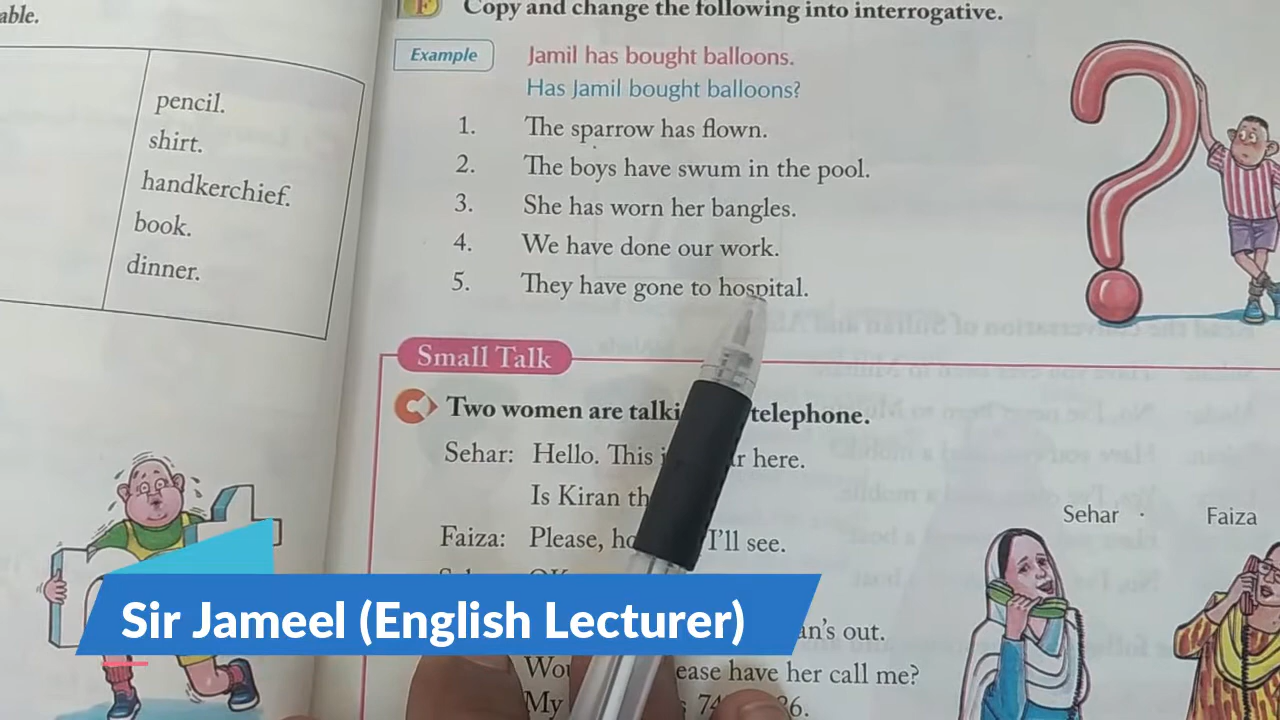 able.
pencil.
shirt.
handkerchief.
book.
dinner.
F Copy and change the following into interrogative.
Example Jamil has bought balloons.
Has Jamil bought balloons?
1. The sparrow has flown.
2. The boys have swum in the pool.
3. She has worn her bangles.
4. We have done our work.
5. They have gone to hospital.
Small Talk
C Two women are talki telephone.
Sehar: Hello. This here.
Is Kiran th
Faiza: Please, I'll see.
Sehar Faiza
Sir Jameel (English Lecturer)
an's out.
ease have her call me?
My 74 6.